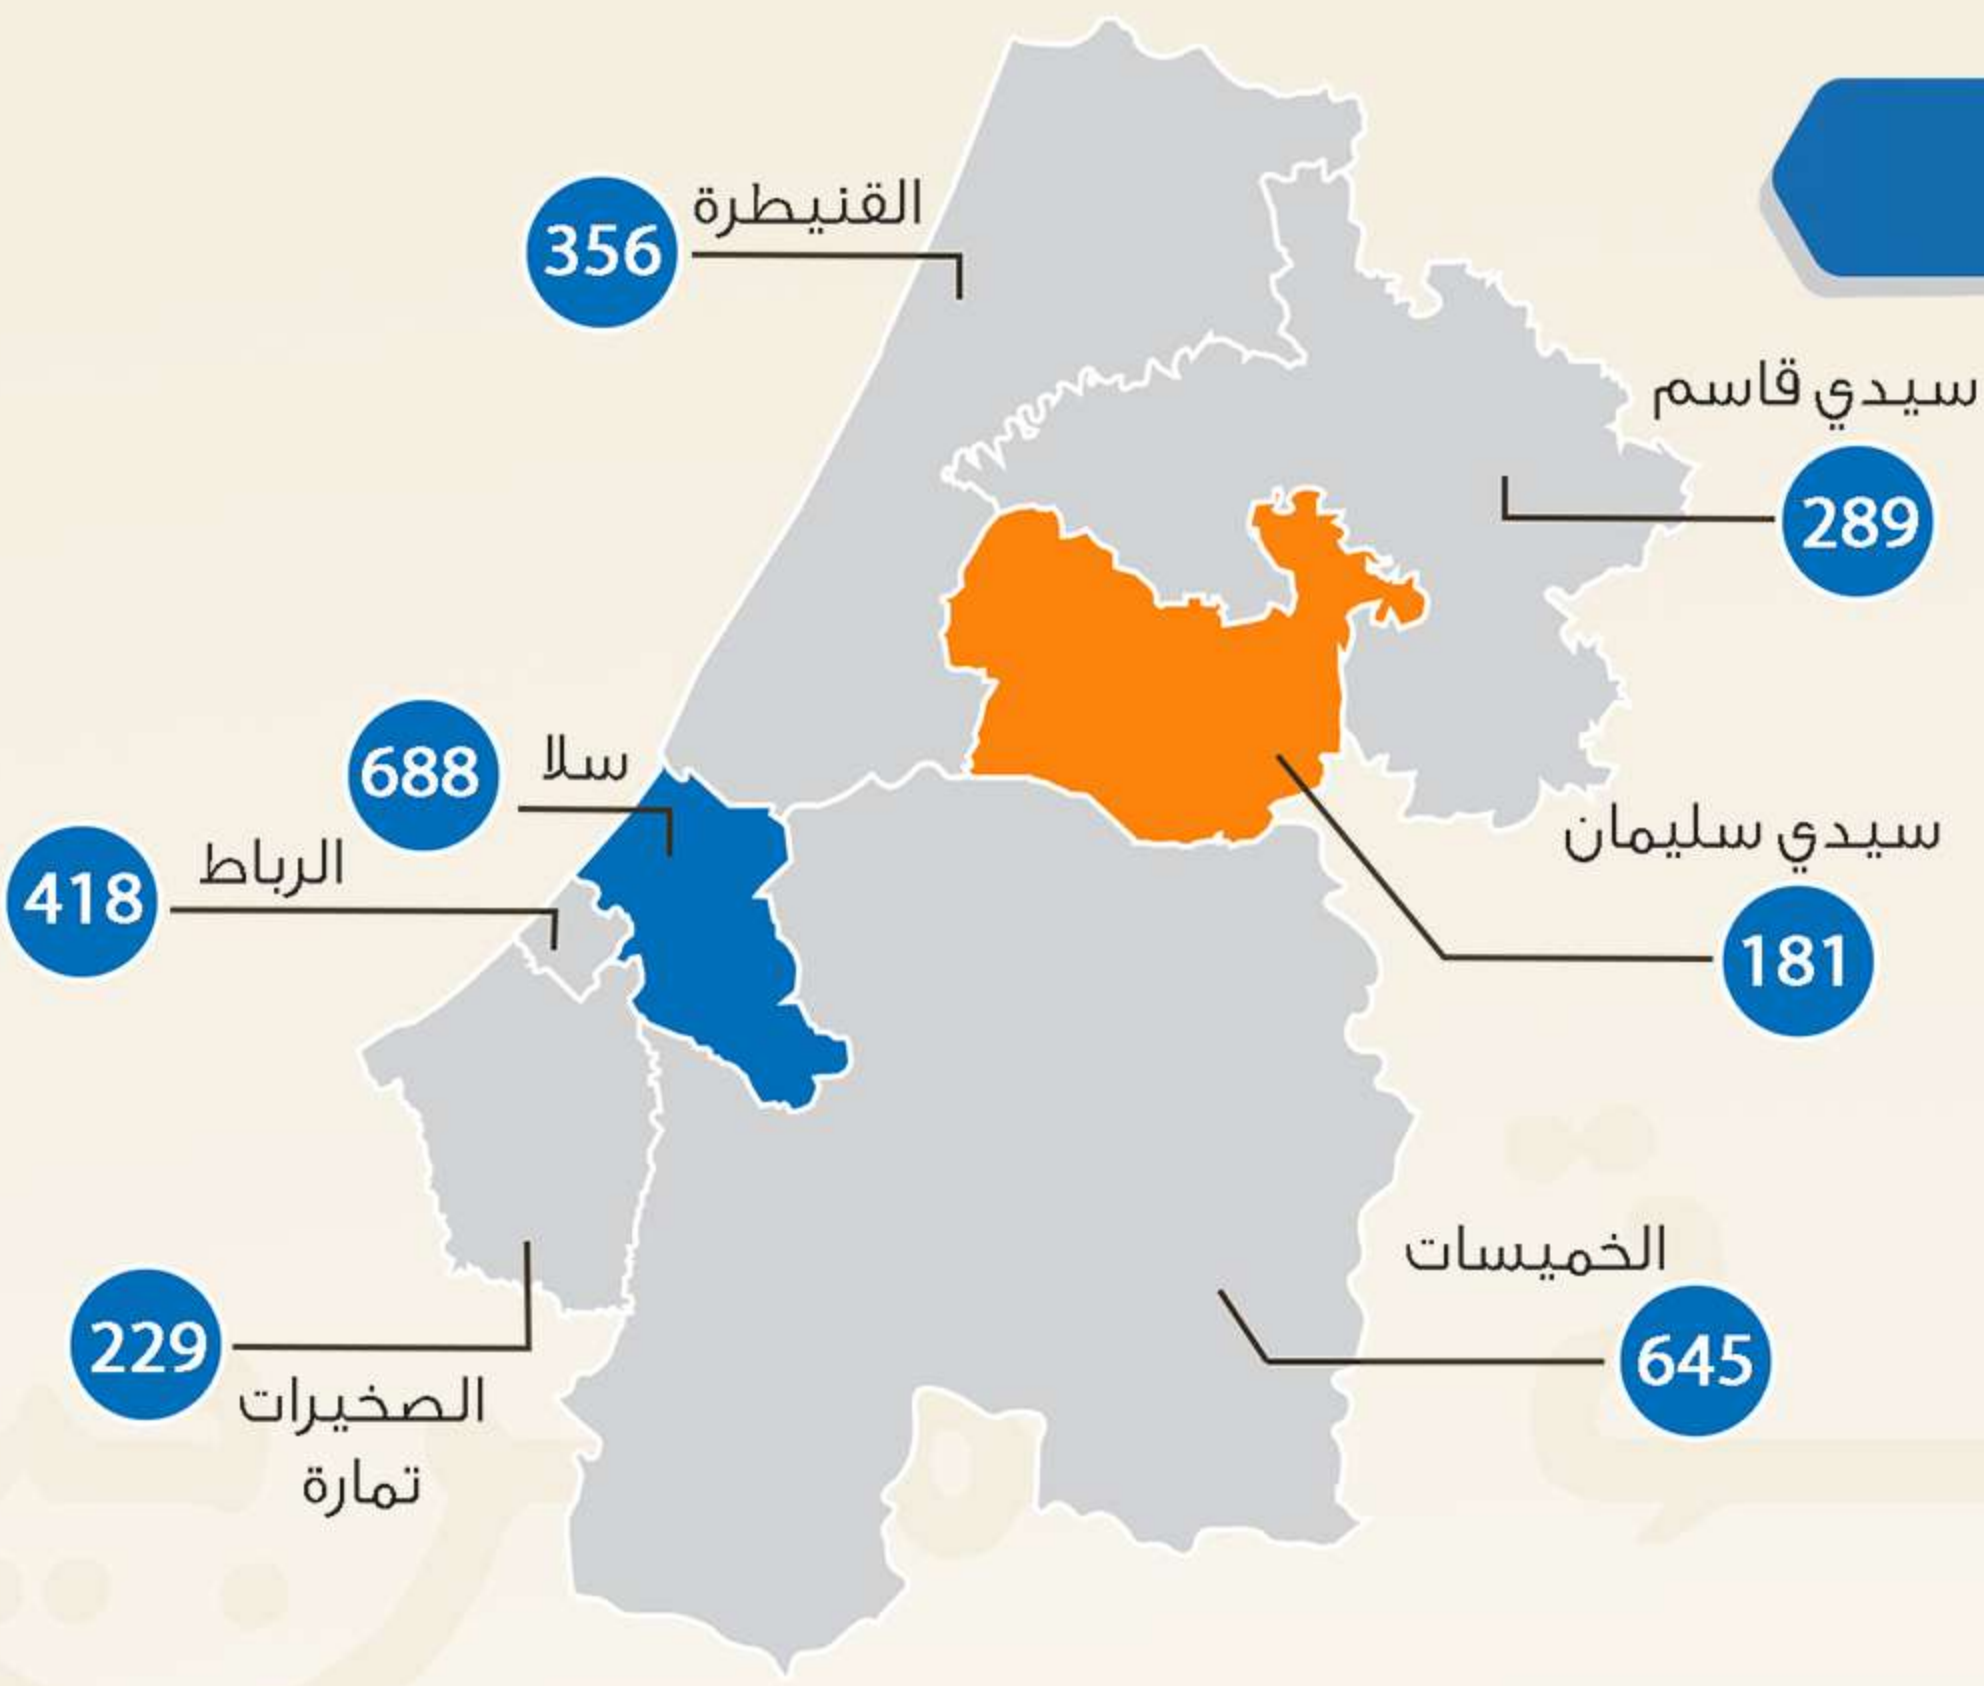 القنيطرة
356
سيدي قاسم
289
سلا
688
سيدي سليمان
181
الرباط
418
الخميسات
645
229
الصخيرات
تمارة